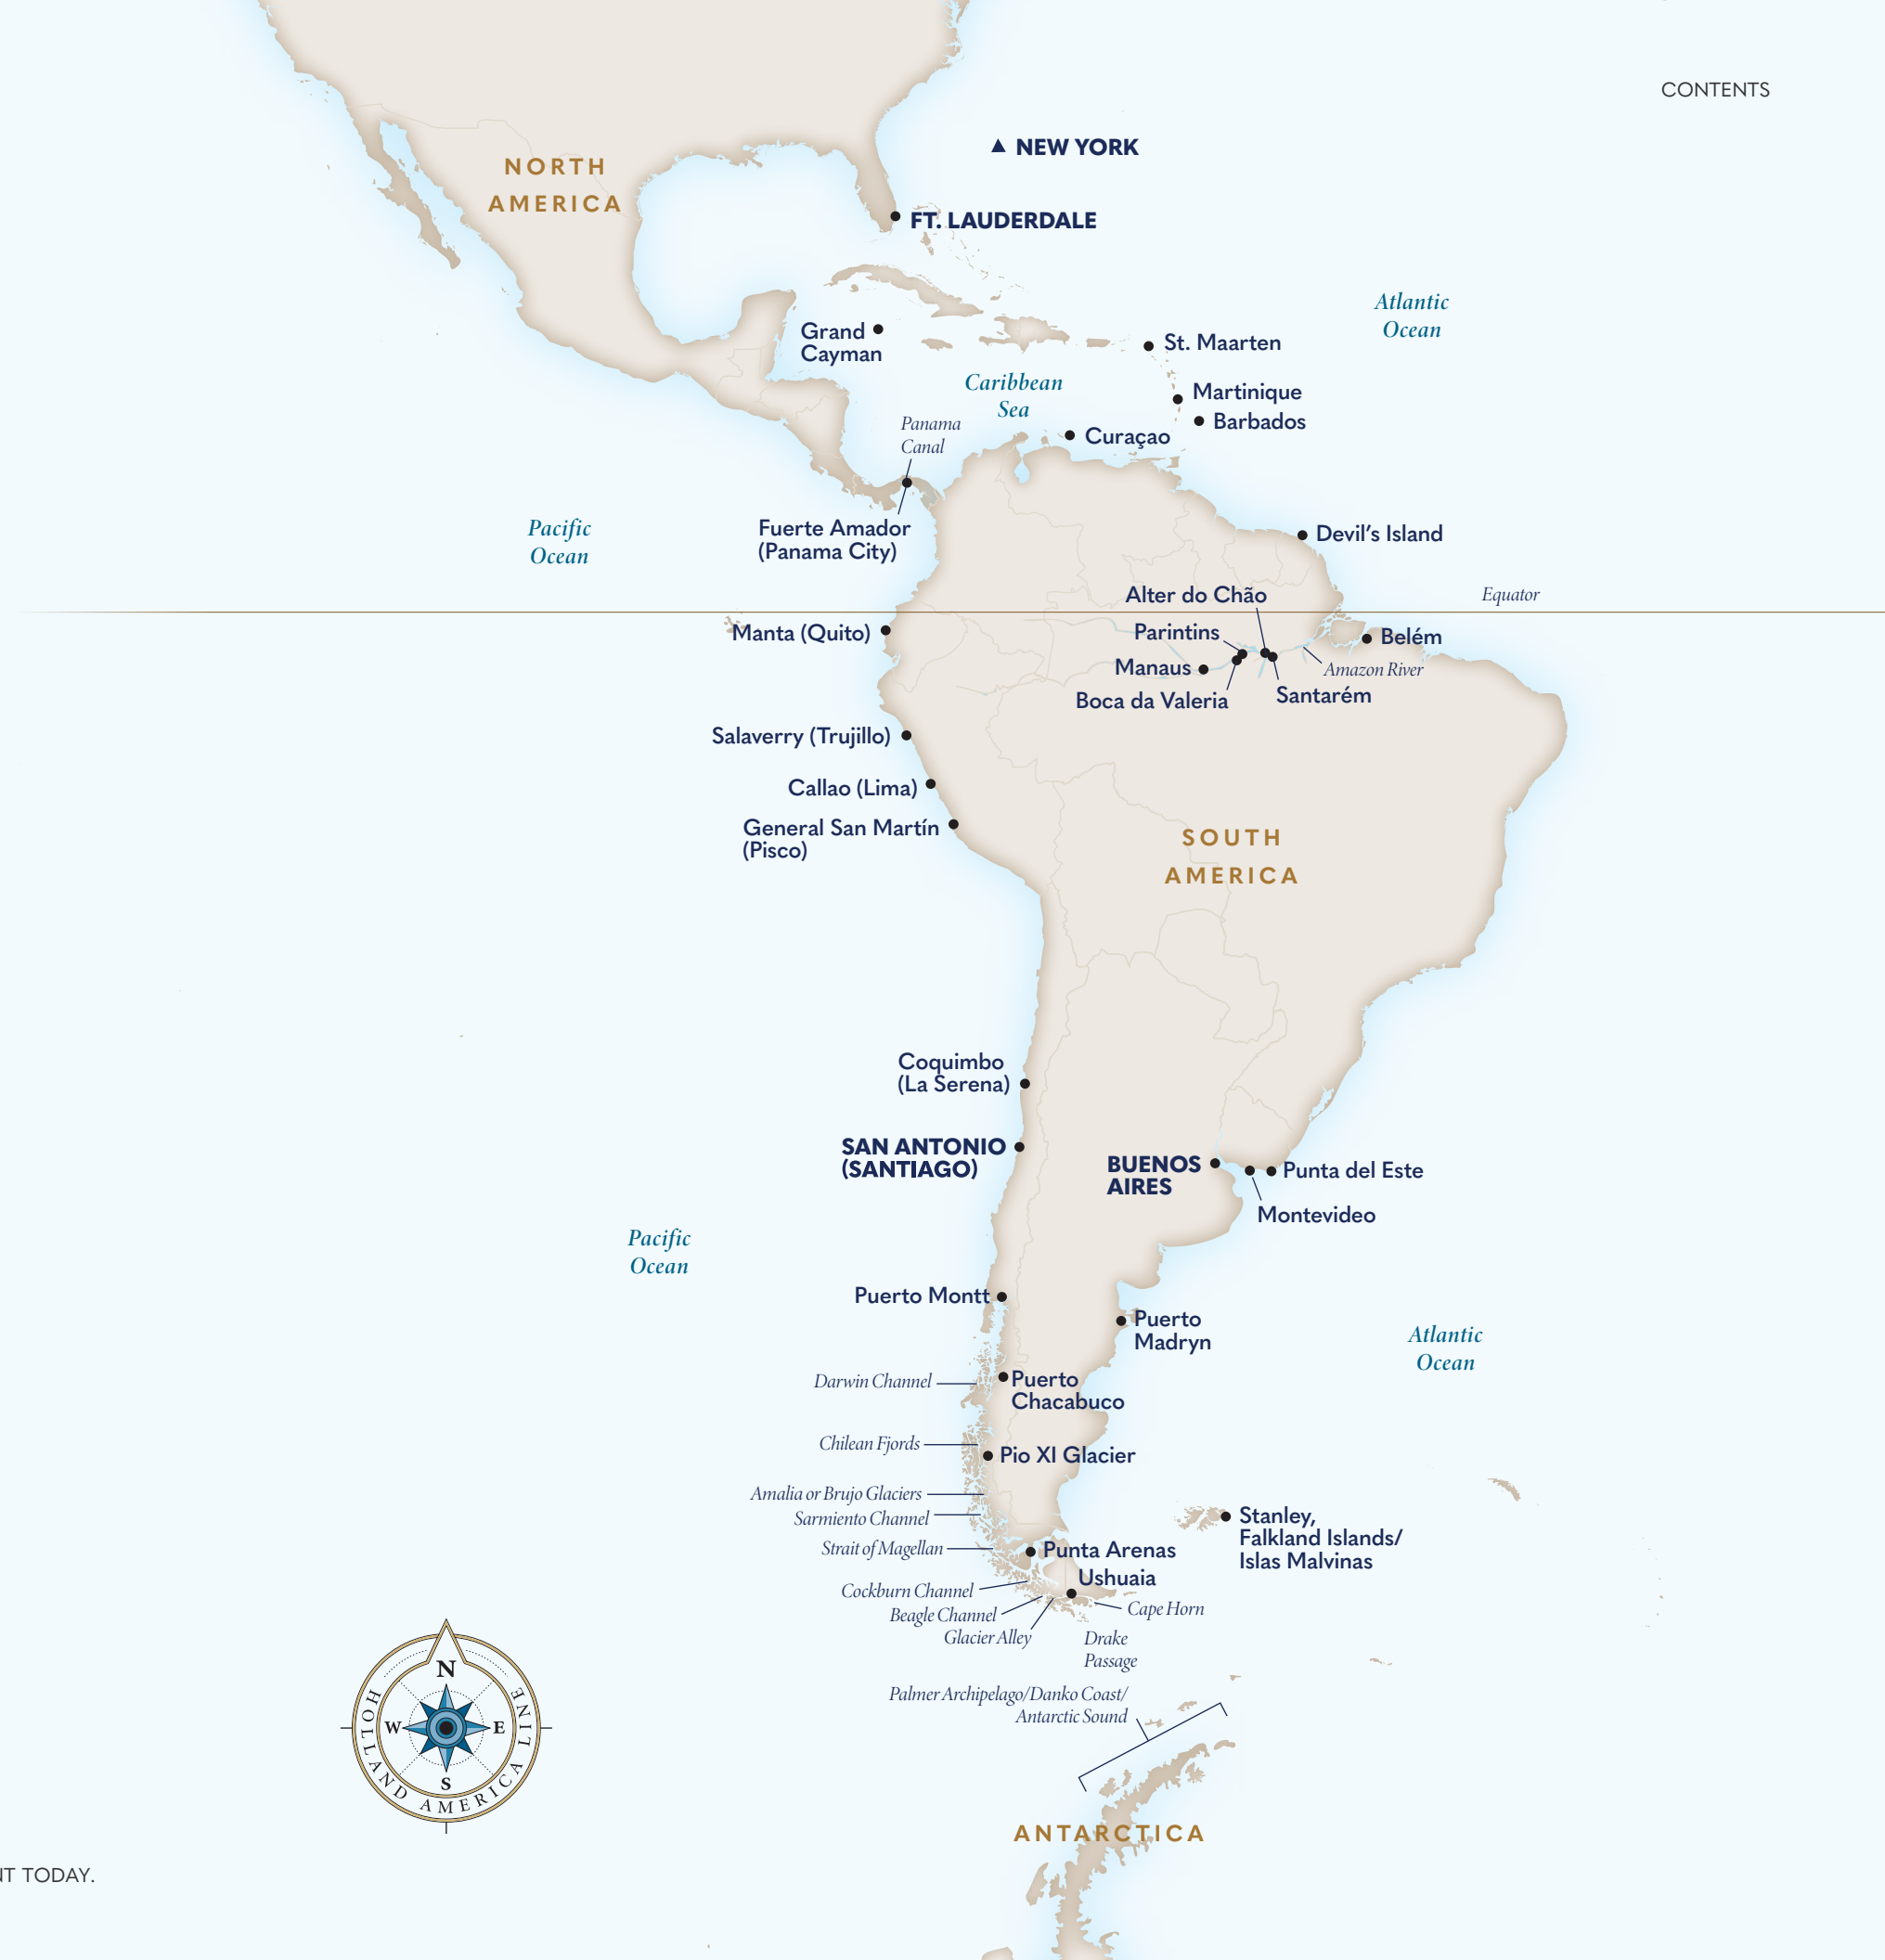 CONTENTS
NEW YORK
NORTH
AMERICA
FT. LAUDERDALE
Atlantic
Ocean
Grand
Cayman
St. Maarten
Caribbean
Sea
Martinique
Barbados
Panama
Canal
Curaçao
Pacific
Ocean
Fuerte Amador
(Panama City)
Devil's Island
Alter do Chão
Equator
Manta (Quito)
Parintins
Belém
Manaus
Amazon River
Boca da Valeria
Santarém
Salaverry (Trujillo)
Callao (Lima)
General San Martín
(Pisco)
SOUTH
AMERICA
Coquimbo
(La Serena)
SAN ANTONIO
(SANTIAGO)
BUENOS
AIRES
Punta del Este
Montevideo
Pacific
Ocean
Puerto Montt
Puerto
Madryn
Atlantic
Ocean
Darwin Channel
Puerto
Chacabuco
Chilean Fjords
Pio XI Glacier
Amalia or Brujo Glaciers
Sarmiento Channel
Stanley,
Falkland Islands/
Islas Malvinas
Strait of Magellan
Punta Arenas
Ushuaia
Cockburn Channel
Beagle Channel
Cape Horn
Glacier Alley
Drake
Passage
Palmer Archipelago/Danko Coast/
Antarctic Sound
N
W
E
S
HOLLAND AMERICA LINE
ANTARCTICA
NT TODAY.